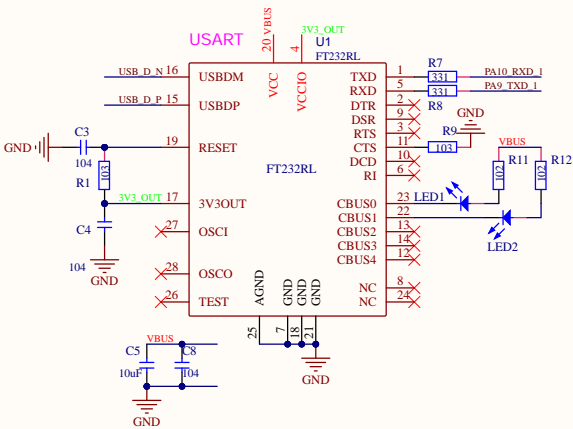 USART
20 VBUS
4
3V3_OUT
U1
FT232RL
VCC
VCCIO
USB_D_N 16 USBDM
USB_D_P 15 USBDP
19 RESET
17 3V3OUT
27 OSCI
28 OSCO
26 TEST
FT232RL
TXD 1
RXD 5
DTR 2
DSR 9
RTS 3
CTS 11
DCD 10
RI 6
CBUS0 23
CBUS1 22
CBUS2 13
CBUS3 14
CBUS4 12
NC 8
NC 24
AGND GND GND GND
25 7 18 21
GND
R7
331 PA10_RXD_1
331 PA9_TXD_1
R8
GND
R9
103
VBUS
R11
102
R12
102
LED1
LED2
C3
GND
104
103
R1
3V3_OUT
C4
104
GND
VBUS
C5 C8
10uF 104
GND